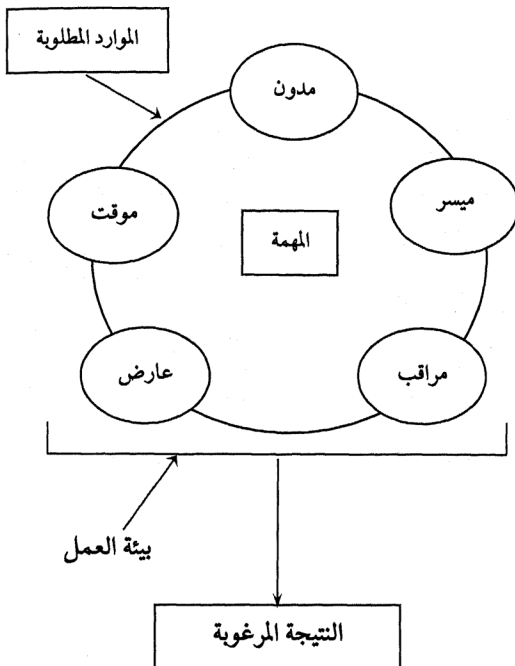 الموارد المطلوبة
مدون
ميسر
موقت
المهمة
مراقب
عارض
بيئة العمل
النتيجة المرغوبة